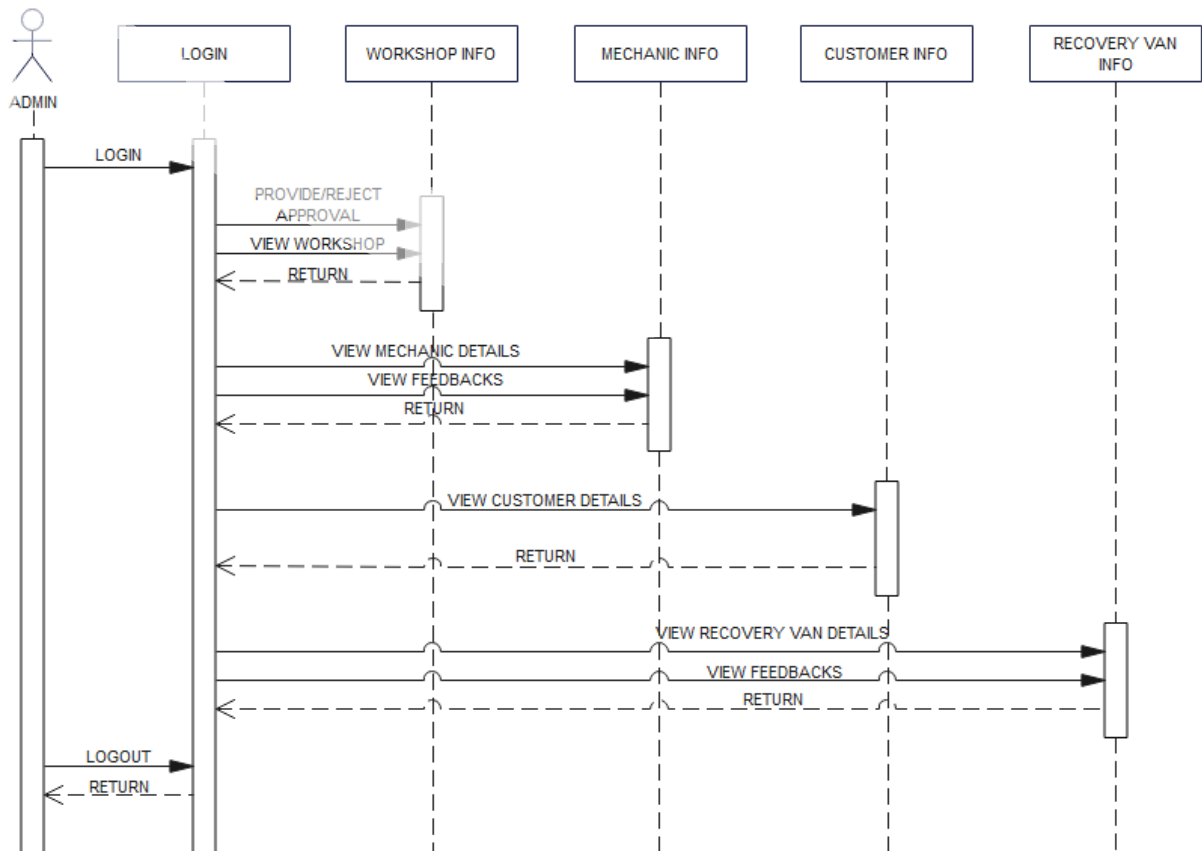 LOGIN
WORKSHOP INFO
MECHANIC INFO
CUSTOMER INFO
RECOVERY VAN
INFO
ADMIN
LOGIN
PROVIDE/REJECT
APPROVAL
VIEW WORKSHOP
RETURN
VIEW MECHANIC DETAILS
VIEW FEEDBACKS
RETURN
VIEW CUSTOMER DETAILS
RETURN
VIEW RECOVERY VAN DETAILS
VIEW FEEDBACKS
RETURN
LOGOUT
RETURN